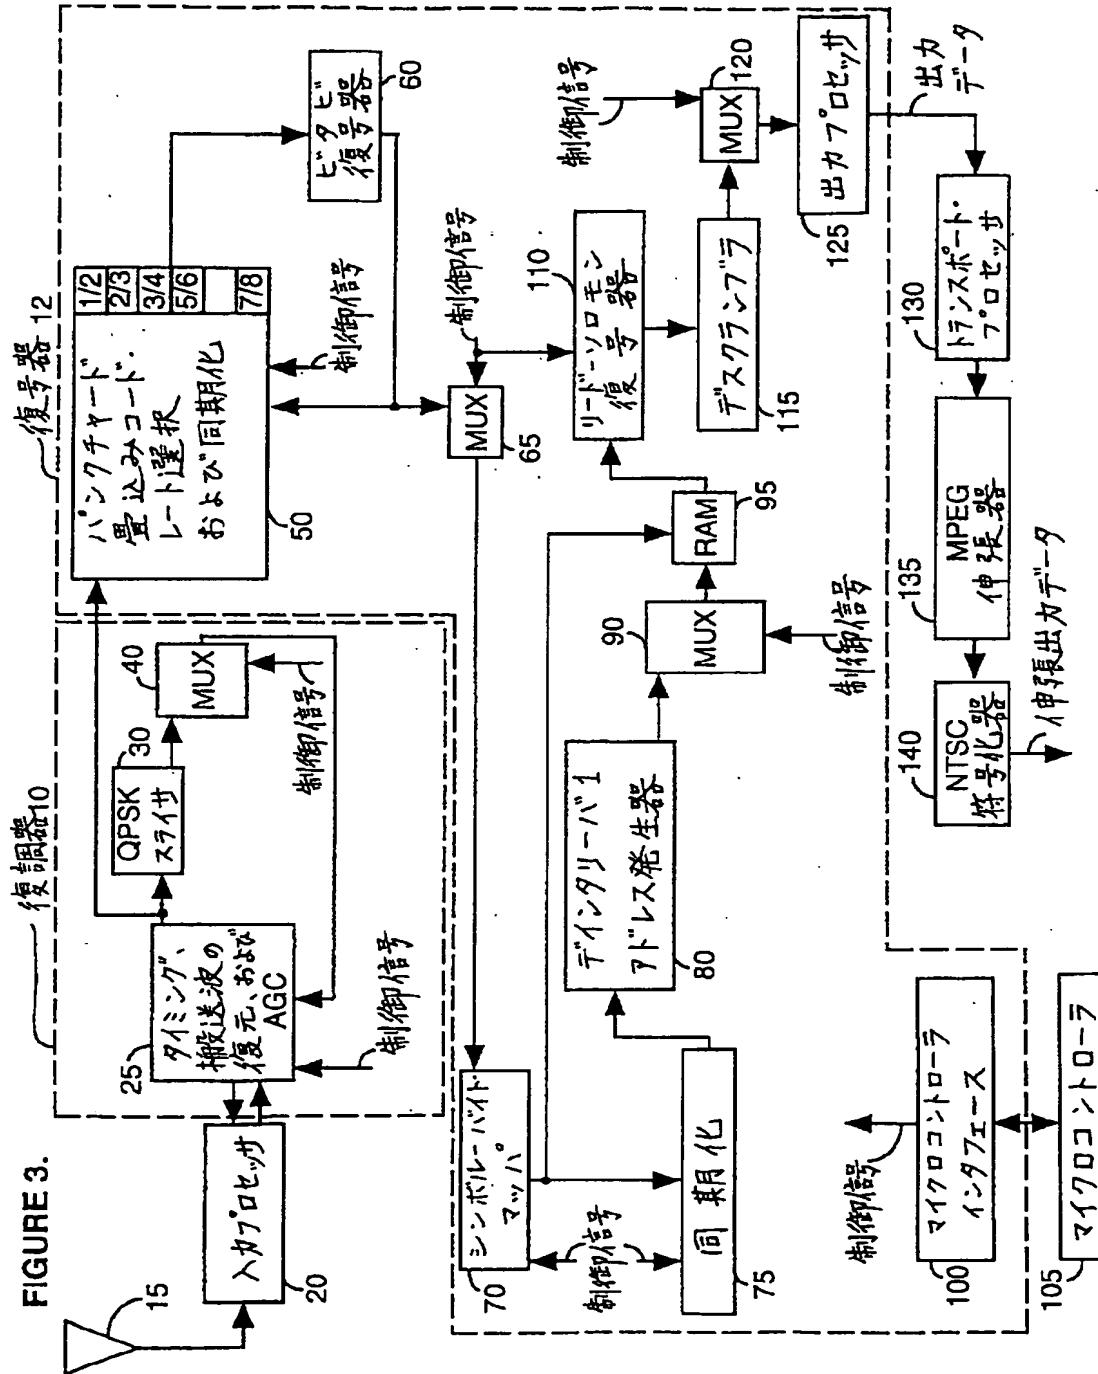 FIGURE 3.
15
入力プロセッサ
20
復調器10
25
タイミング、
搬送波の
復元、および
AGC
制御信号
30
QPSK
スライサ
40
MUX
制御信号
復号器 12
パンクチャード
畳込みコード・
レート選択
および同期化
50
1/2
2/3
3/4
5/6
7/8
制御信号
ビタビ
復号器
60
制御信号
MUX
65
シンボルーバイト
マッパ
70
制御信号
同期化
75
デインタリーバ1
アドレス発生器
80
90
MUX
制御信号
RAM
95
110
リード-ソロモン
復号器
デスクランブラ
115
制御信号
MUX
120
出力プロセッサ
125
出力
データ
130
トランスポート・
プロセッサ
135
MPEG
伸張器
140
NTSC
符号化器
伸張出力データ
制御信号
マイクロコントローラ
インタフェース
100
マイクロコントローラ
105